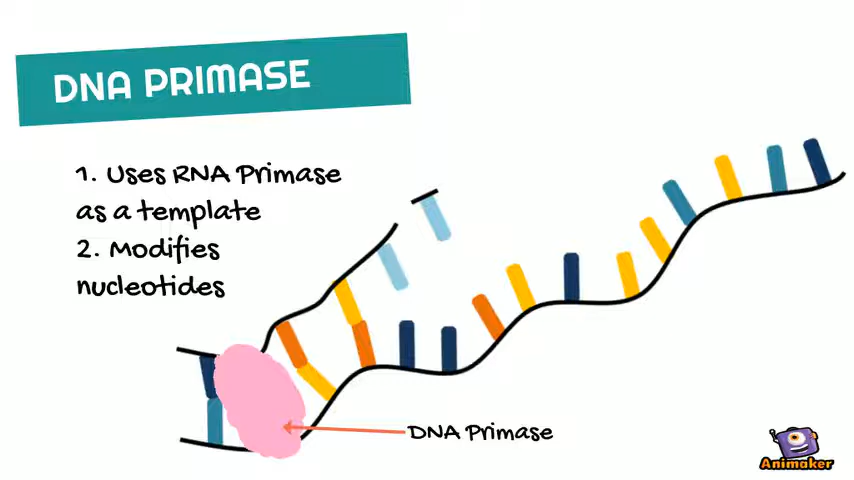 DNA PRIMASE
1. Uses RNA Primase
as a template
2. Modifies
nucleotides
DNA Primase
Animaker